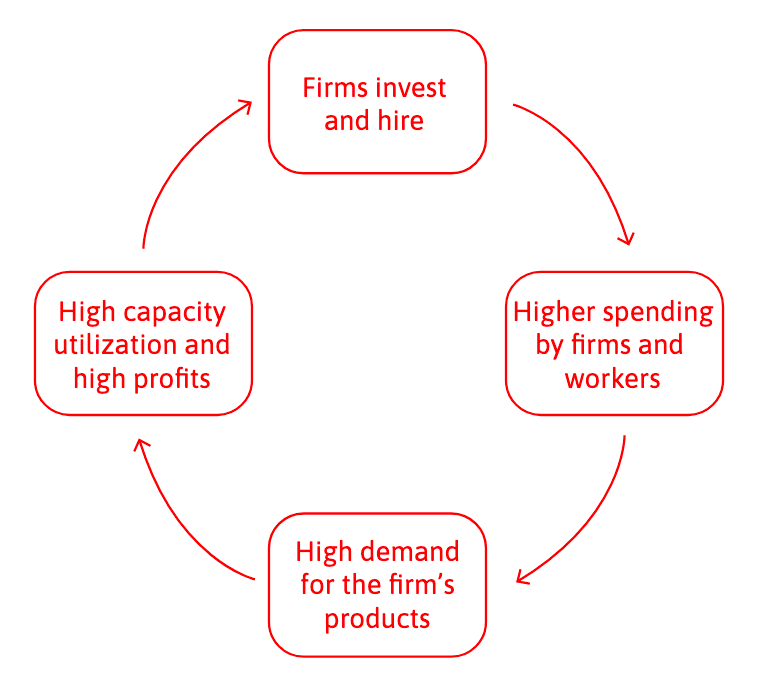 Firms invest
and hire
Higher spending
by firms and
workers
High demand
for the firm’s
products
High capacity
utilization and
high profits